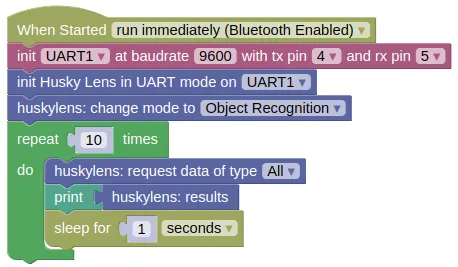 When Started run immediately (Bluetooth Enabled)
init UART1 at baudrate 9600 with tx pin 4 and rx pin 5
init Husky Lens in UART mode on UART1
huskylens: change mode to Object Recognition
repeat 10 times
do huskylens: request data of type All
print huskylens: results
sleep for 1 seconds